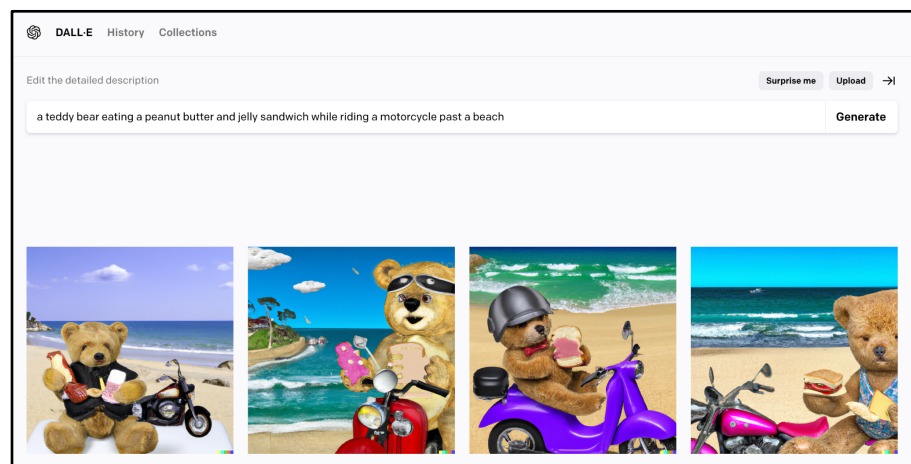 DALL·E History Collections
Edit the detailed description
Surprise me Upload
a teddy bear eating a peanut butter and jelly sandwich while riding a motorcycle past a beach
Generate